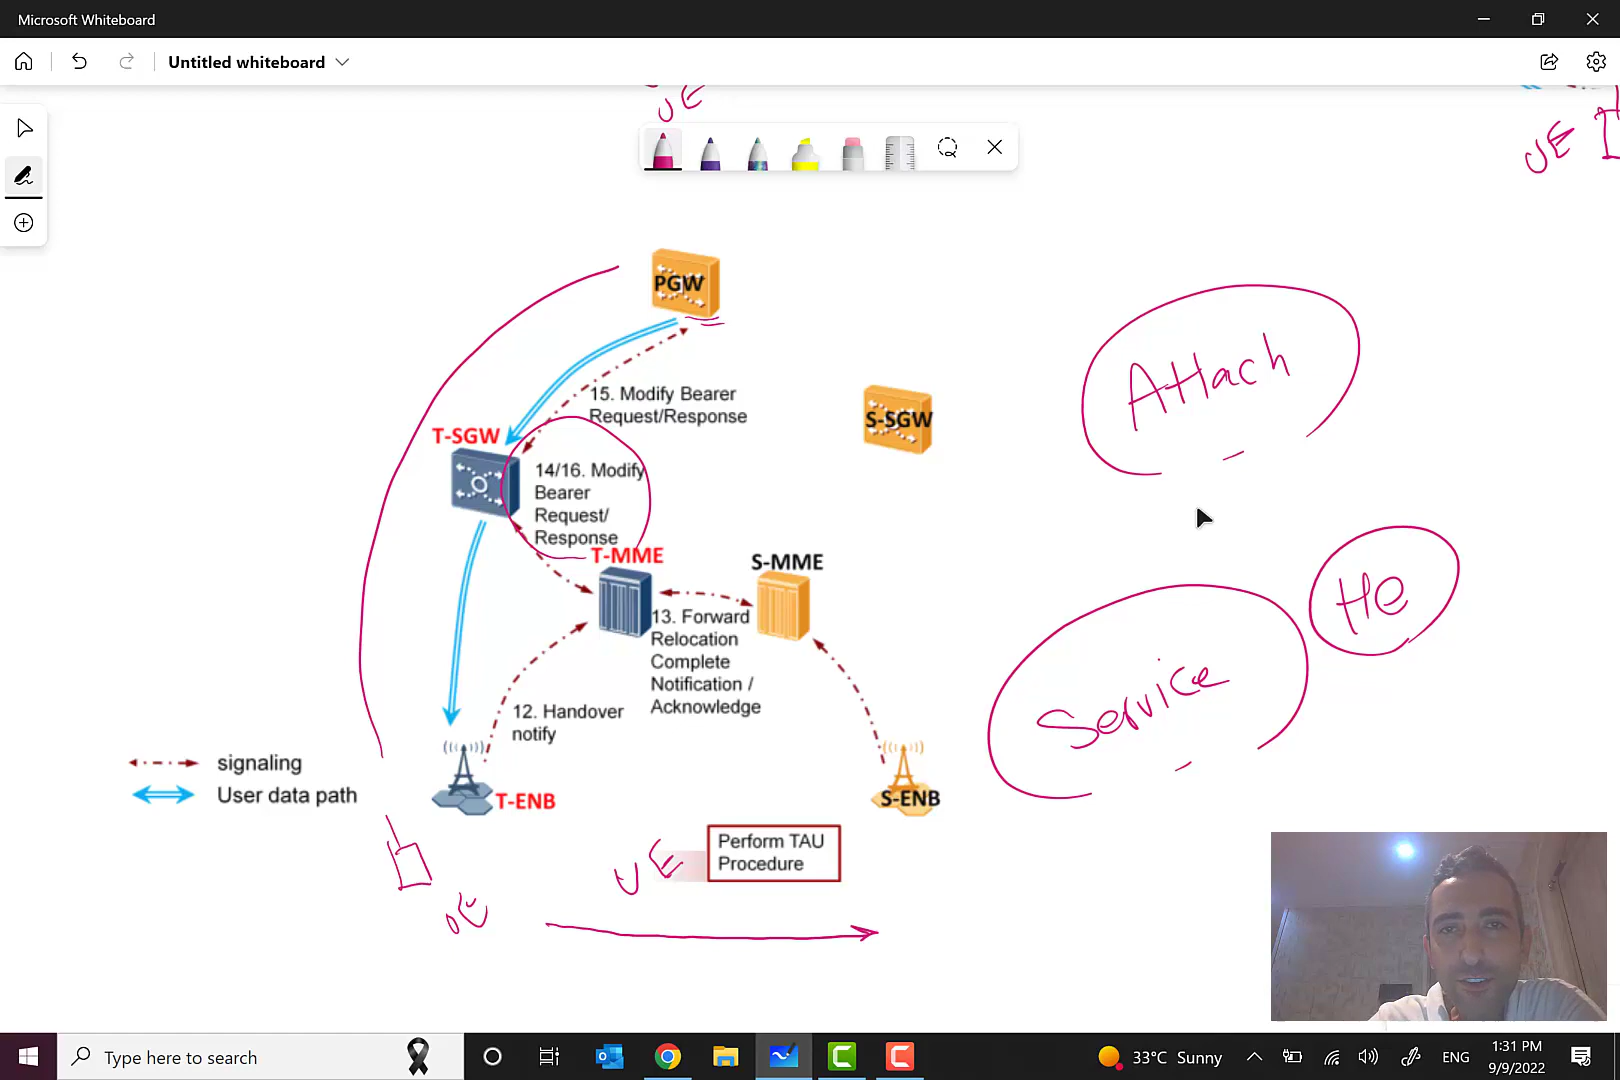 Microsoft Whiteboard
Untitled whiteboard
UE
UE
PGW
15. Modify Bearer
Request/Response
T-SGW
S-SGW
14/16. Modify
Bearer
Request/
Response
T-MME
S-MME
13. Forward
Relocation
Complete
Notification /
Acknowledge
12. Handover
notify
signaling
User data path
T-ENB
S-ENB
Perform TAU
Procedure
UE
UE
Attach
He
Service
Type here to search
33°C Sunny
ENG
1:31 PM
9/9/2022